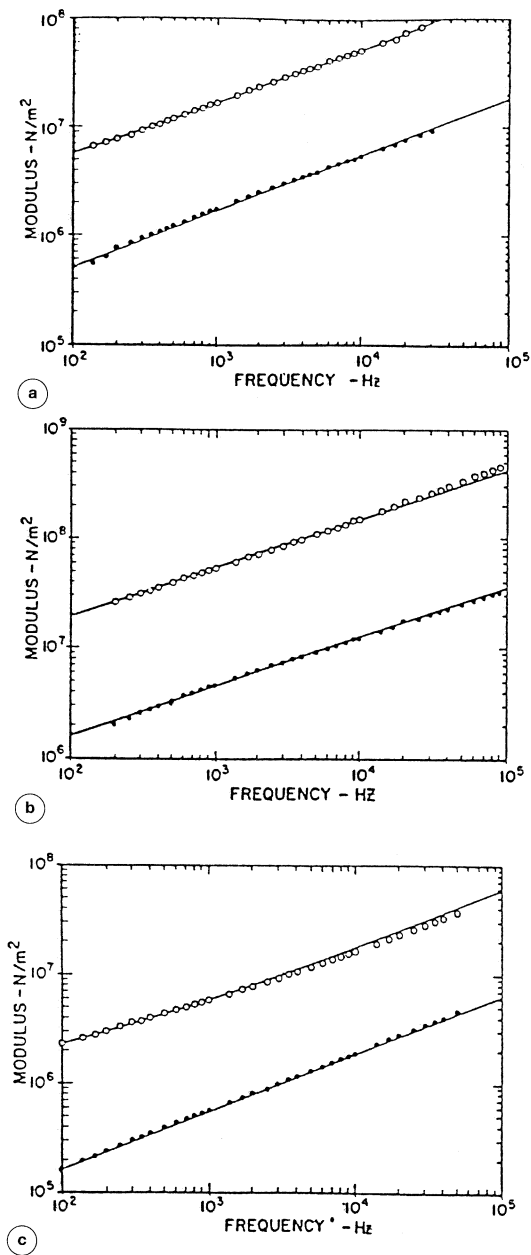 10⁸
10⁷
10⁶
10⁵
MODULUS – N/m²
10² 10³ 10⁴ 10⁵
FREQUENCY –Hz
a
10⁹
10⁸
10⁷
10⁶
MODULUS – N/m²
10² 10³ 10⁴ 10⁵
FREQUENCY – HZ
b
10⁸
10⁷
10⁶
10⁵
MODULUS – N/m²
10² 10³ 10⁴ 10⁵
FREQUENCY –Hz
c